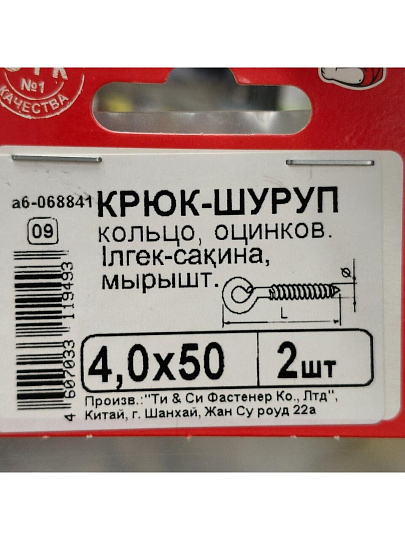 №1
КАЧЕСТВА
а6-068841
КРЮК-ШУРУП
09
кольцо, оцинков.
Ілгек-сақина,
мырышт.
ø
L
4,0x50
2шт
4 607033 119493
Произв.:"Ти & Си Фастенер Ко., Лтд",
Китай, г. Шанхай, Жан Су роуд 22а